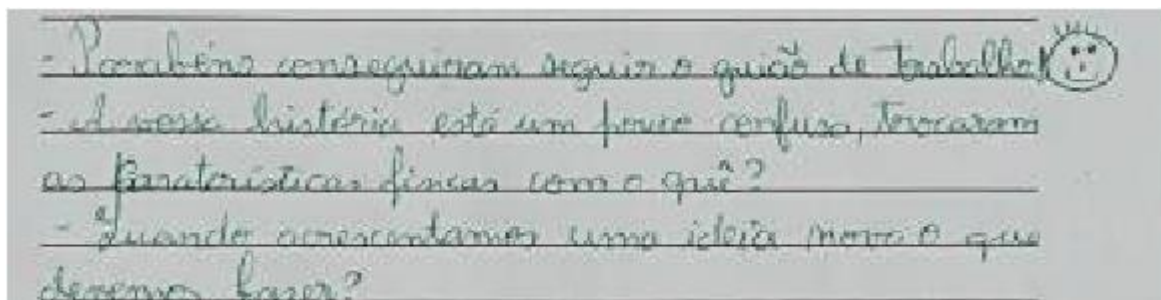 - Parabéns conseguiram seguir o guião de trabalho!
- A vossa história está um pouco confusa, trocaram
as caraterísticas físicas com o quê?
- Quando acrescentamos uma ideia nova o que
devemos fazer?